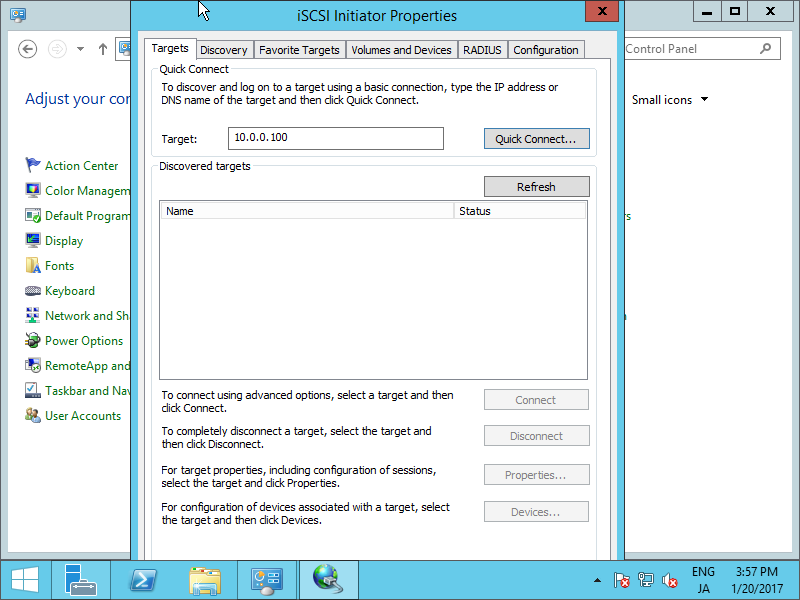 iSCSI Initiator Properties
Targets
Discovery
Favorite Targets
Volumes and Devices
RADIUS
Configuration
Control Panel
Adjust your con
Small icons
Quick Connect
To discover and log on to a target using a basic connection, type the IP address or
DNS name of the target and then click Quick Connect.
Target:
10.0.0.100
Quick Connect...
Discovered targets
Refresh
Name
Status
Action Center
Color Managem
Default Program
Display
Fonts
Keyboard
Network and Sh
Power Options
RemoteApp and
Taskbar and Nav
User Accounts
rs
To connect using advanced options, select a target and then
click Connect.
Connect
To completely disconnect a target, select the target and
then click Disconnect.
Disconnect
For target properties, including configuration of sessions,
select the target and click Properties.
Properties...
For configuration of devices associated with a target, select
the target and then click Devices.
Devices...
ENG
JA
3:57 PM
1/20/2017